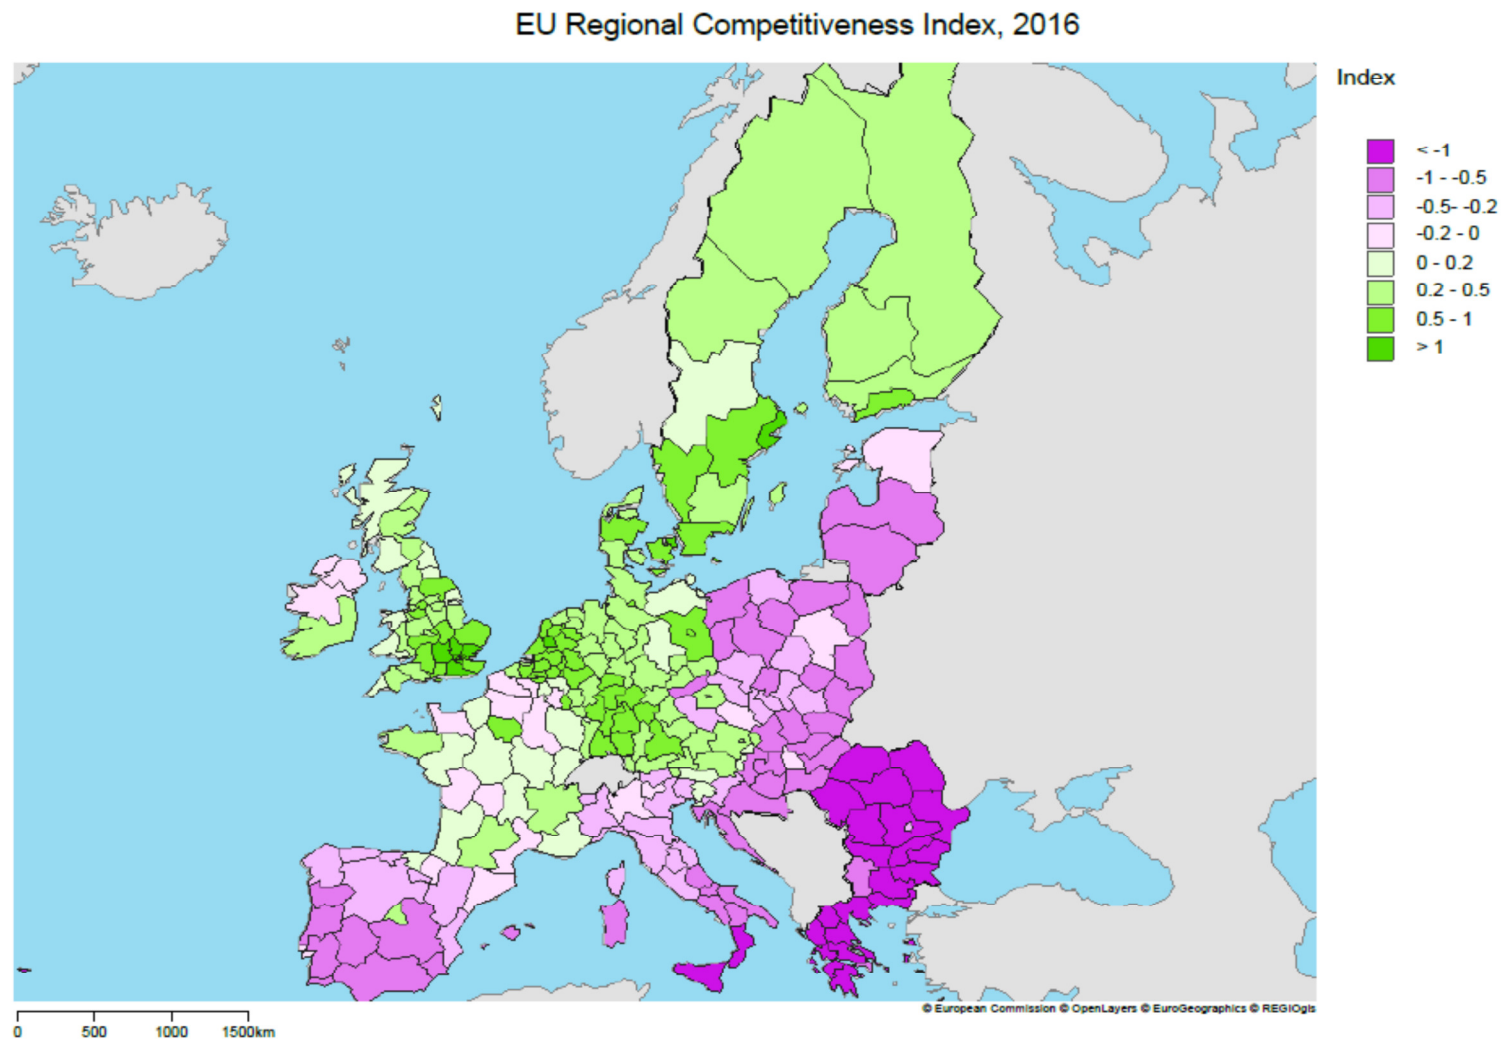 EU Regional Competitiveness Index, 2016
Index
< -1
-1 - -0.5
-0.5- -0.2
-0.2 - 0
0 - 0.2
0.2 - 0.5
0.5 - 1
> 1
© European Commission © OpenLayers © EuroGeographics © REGIOgis
0 500 1000 1500km